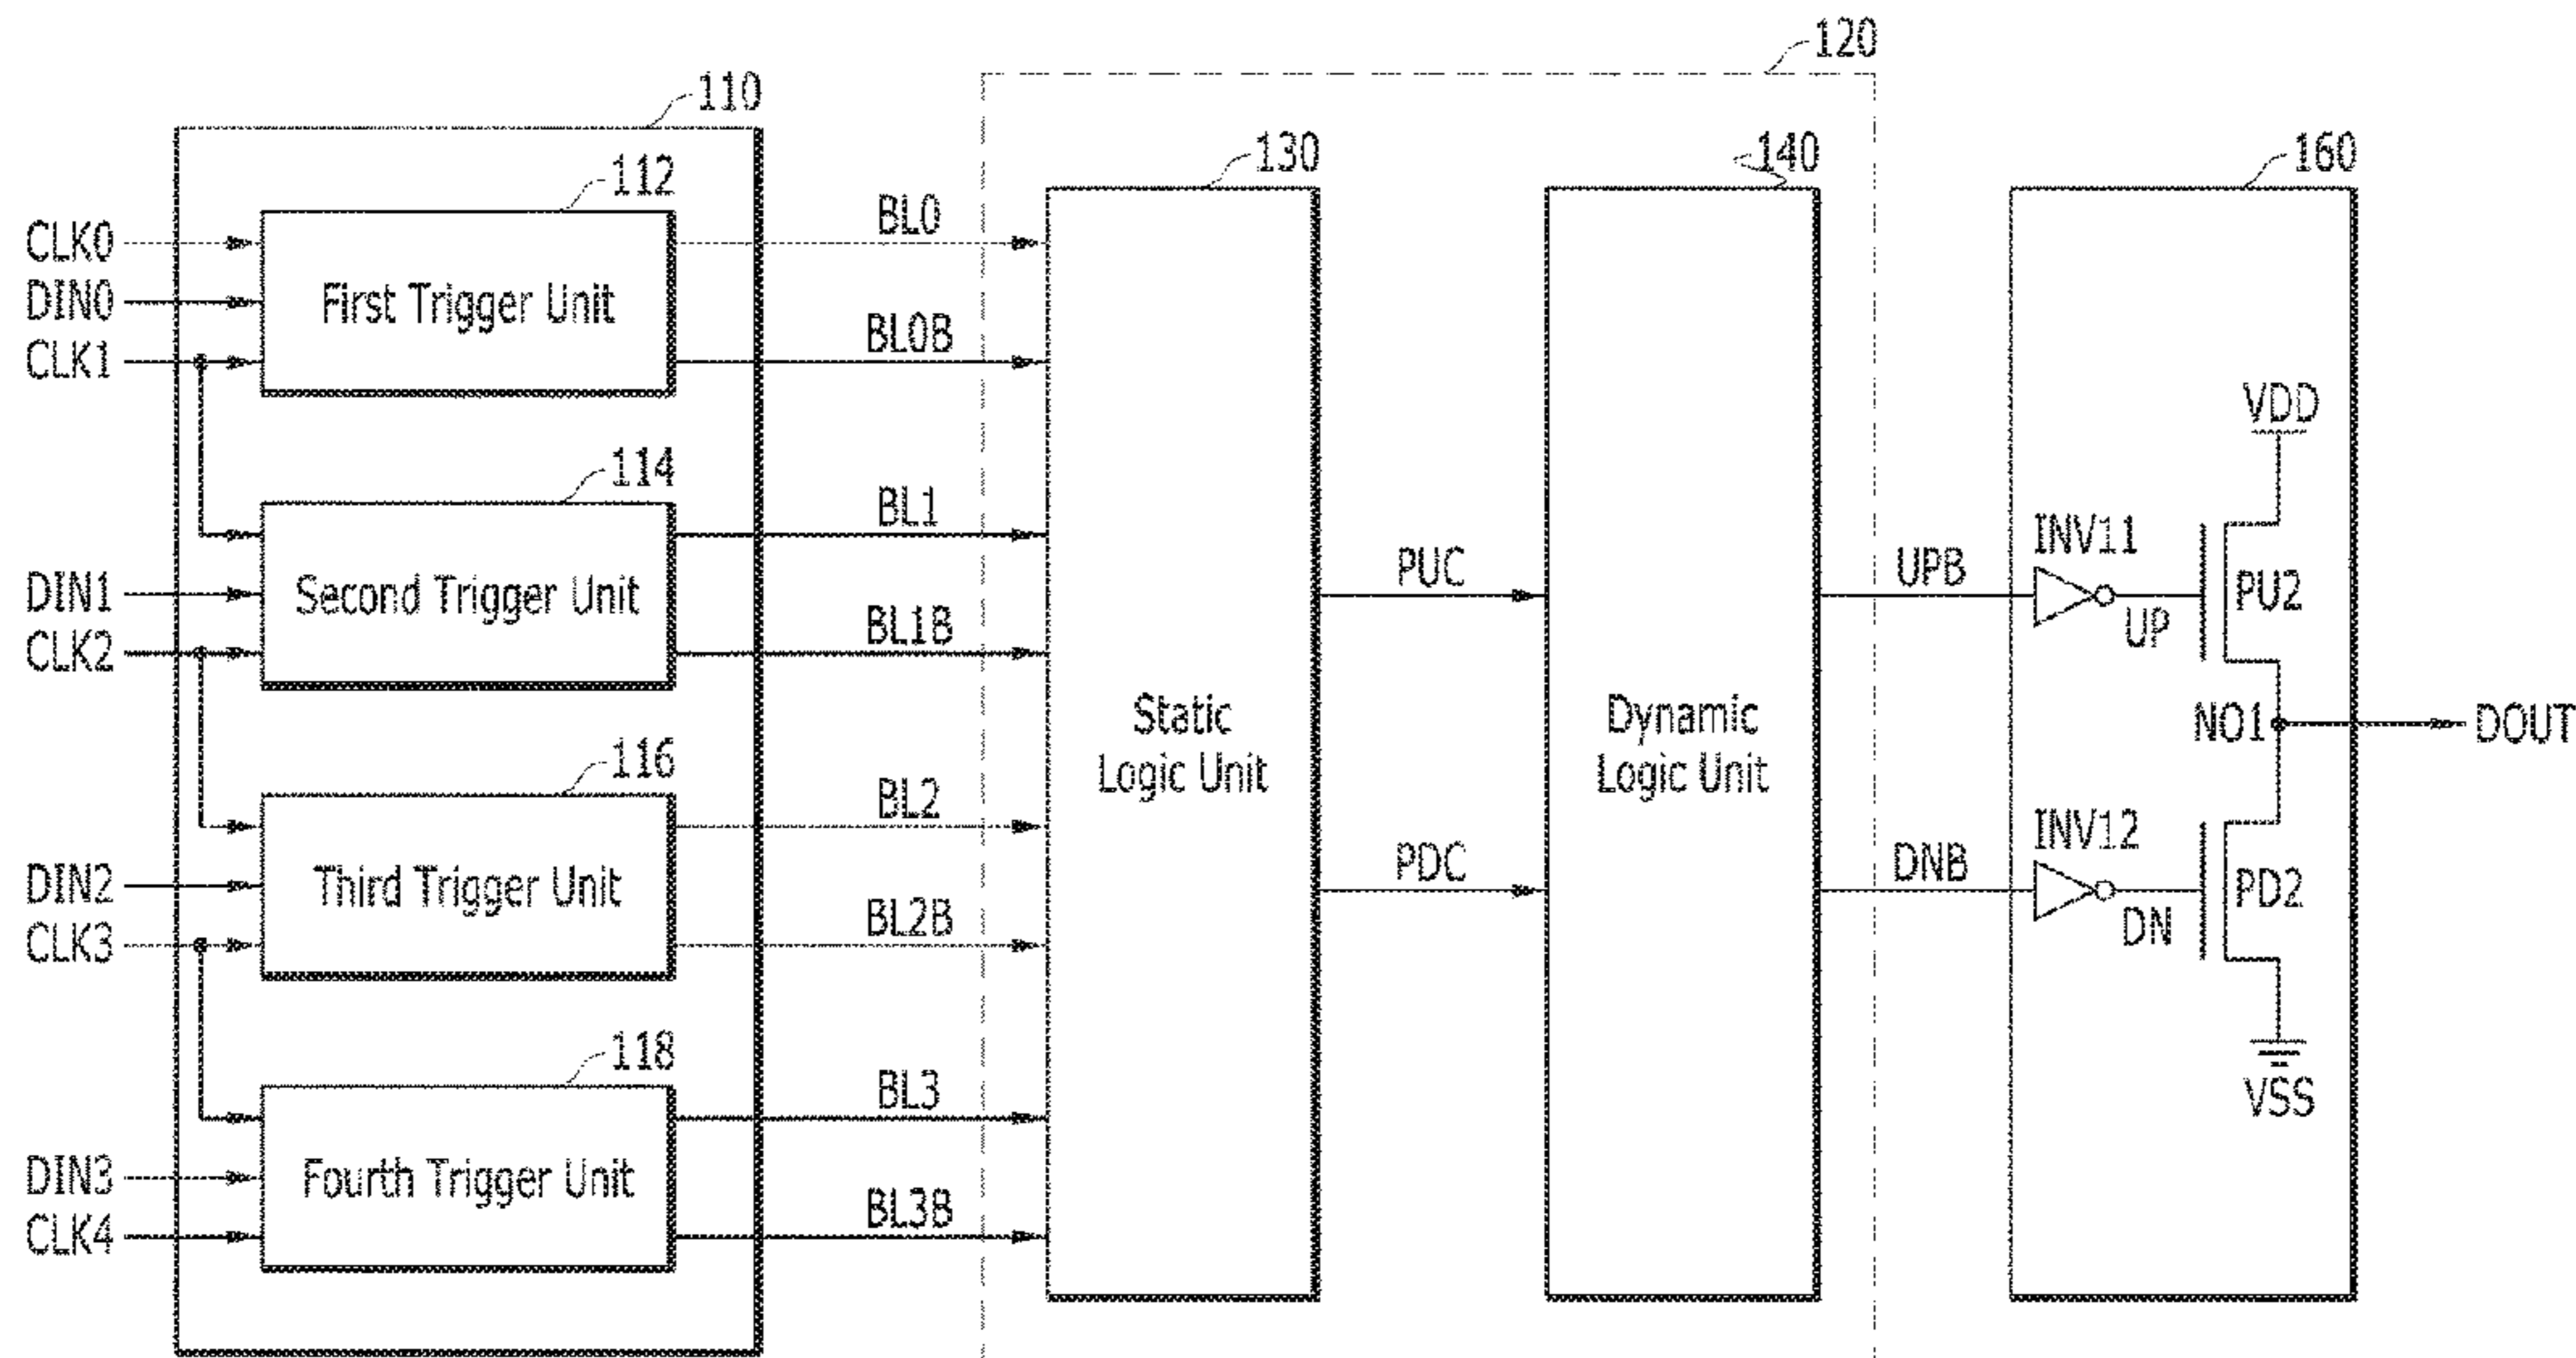 120
110
130
140
160
112
CLK0
DIN0
CLK1
First Trigger Unit
BL0
BL0B
114
DIN1
CLK2
Second Trigger Unit
BL1
BL1B
116
DIN2
CLK3
Third Trigger Unit
BL2
BL2B
118
DIN3
CLK4
Fourth Trigger Unit
BL3
BL3B
Static
Logic Unit
PUC
PDC
Dynamic
Logic Unit
UPB
DNB
VDD
INV11
PU2
UP
NO1
DOUT
INV12
PD2
DN
VSS